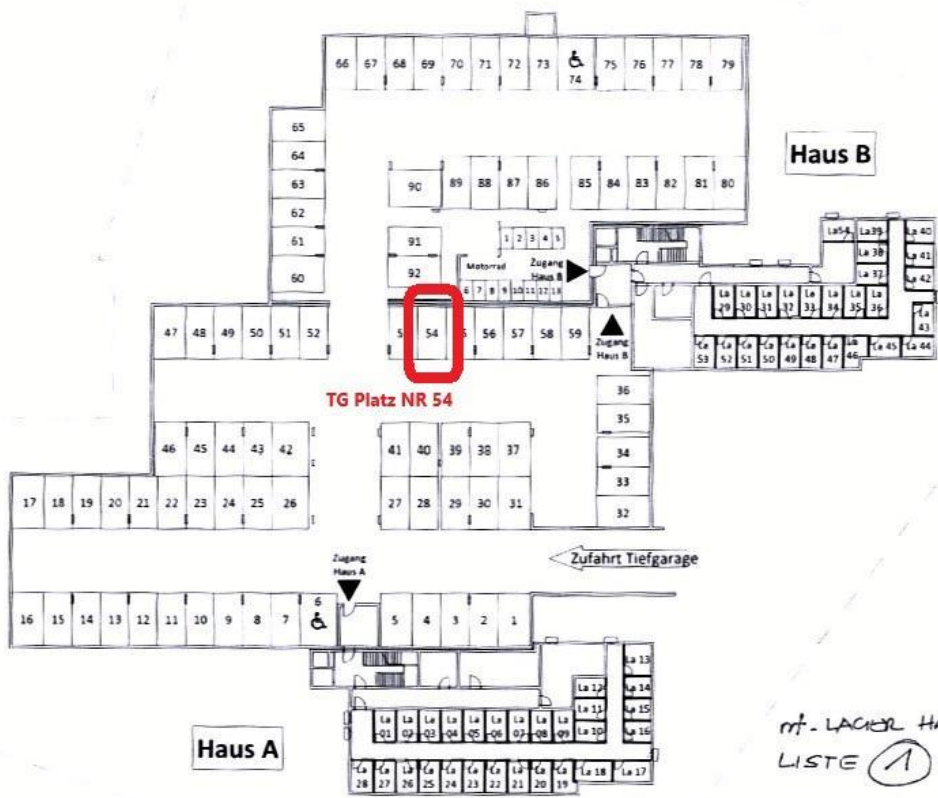 66 67 68 69 70 71 72 73 74 75 76 77 78 79
65
64
63
62
61
60
90 89 88 87 86 85 84 83 82 81 80
91
92
1 2 3 4 5
Motorrad
6 7 8 9 10 11 12 13
Zugang
Haus B
Haus B
La54 La39 La 40
La 38 La 41
La 37 La 42
La 29 La 30 La 31 La 32 La 33 La 34 La 35 La 36
La 43
La 53 La 52 La 51 La 50 La 49 La 48 La 47 La 46 La 45 La 44
47 48 49 50 51 52 54 56 57 58 59
Zugang
Haus B
TG Platz NR 54
36
35
34
33
32
46 45 44 43 42 41 40 39 38 37
17 18 19 20 21 22 23 24 25 26 27 28 29 30 31
Zufahrt Tiefgarage
Zugang
Haus A
16 15 14 13 12 11 10 9 8 7 6 5 4 3 2 1
La 13
La 12 La 14
La 11 La 15
La 10 La 16
La 01 La 02 La 03 La 04 La 05 La 06 La 07 La 08 La 09
La 28 La 27 La 26 La 25 La 24 La 23 La 22 La 21 La 20 La 19 La 18 La 17
Haus A
LAGER HA
LISTE 1